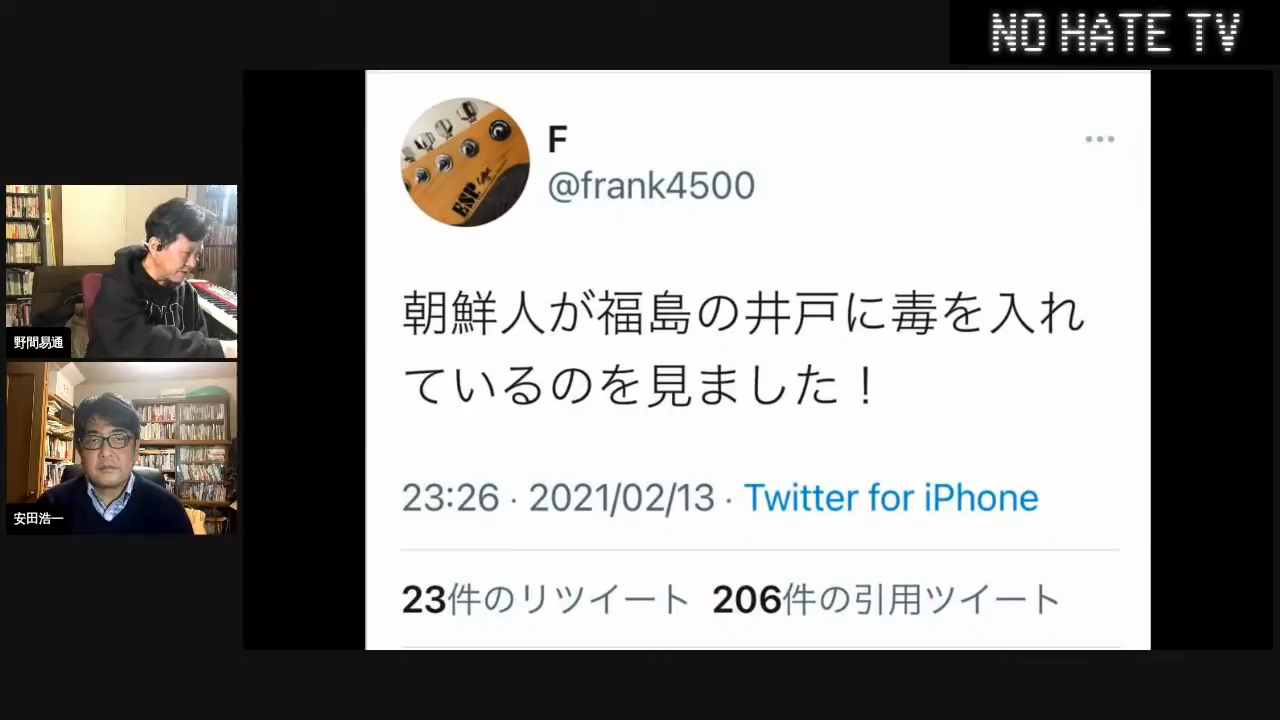 NO HATE TV
F
@frank4500
ESP
朝鮮人が福島の井戸に毒を入れ
ているのを見ました！
23:26 · 2021/02/13 · Twitter for iPhone
23件のリツイート 206件の引用ツイート
野間易通
安田浩一